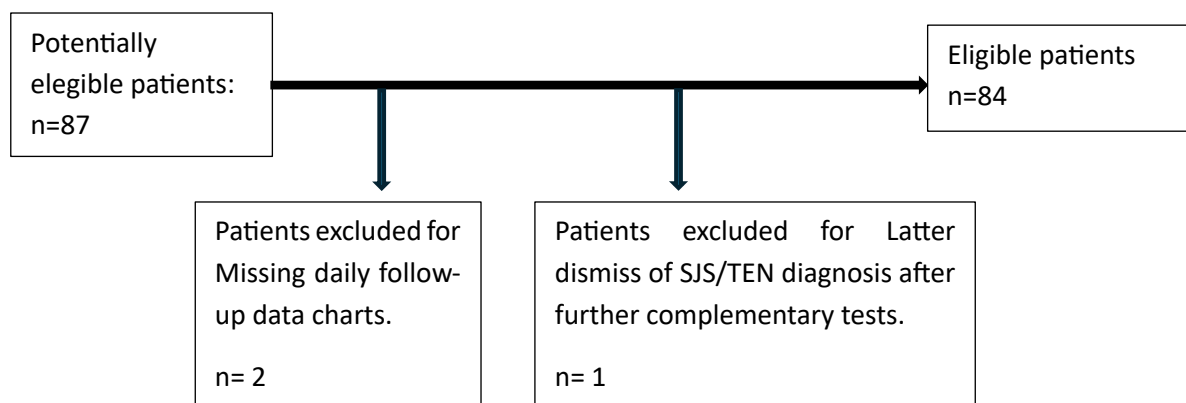 Potentially
elegible patients:
n=87
Eligible patients
n=84
Patients excluded for
Missing daily follow-
up data charts.
n= 2
Patients excluded for Latter
dismiss of SJS/TEN diagnosis after
further complementary tests.
n= 1